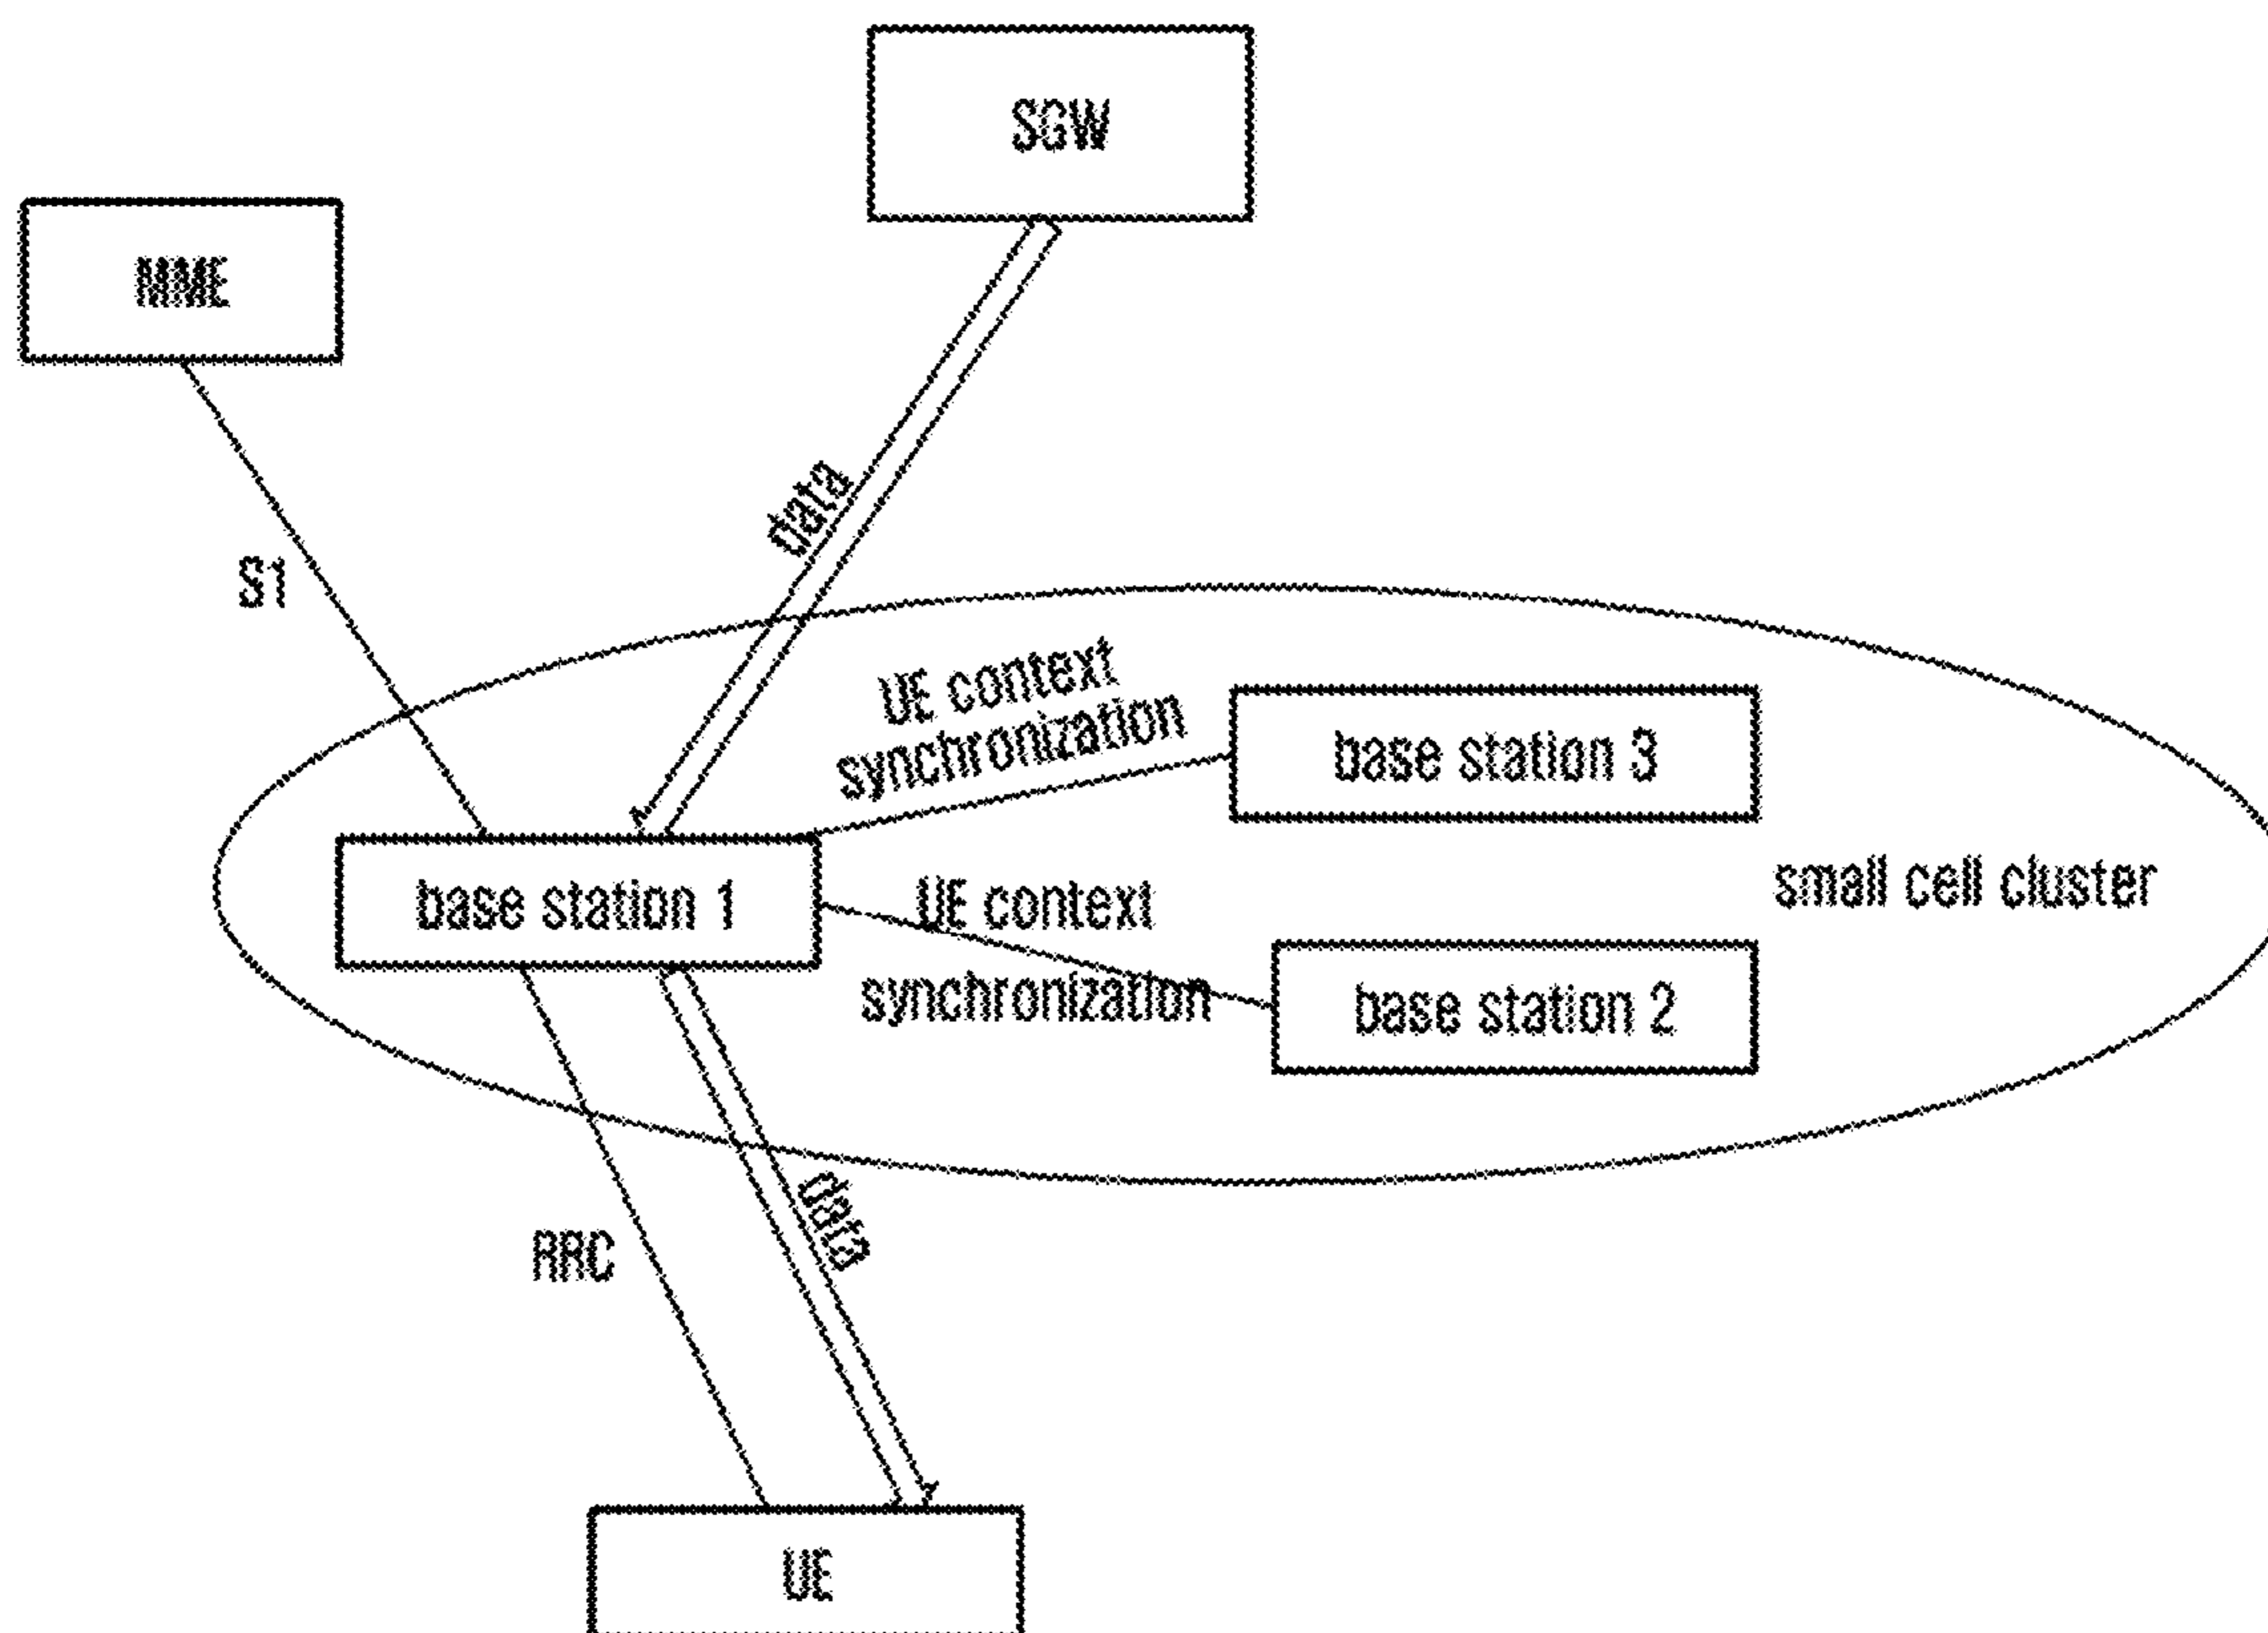 SGW
MME
data
S1
UE context
synchronization
base station 3
base station 1
UE context
synchronization
small cell cluster
base station 2
data
RRC
UE